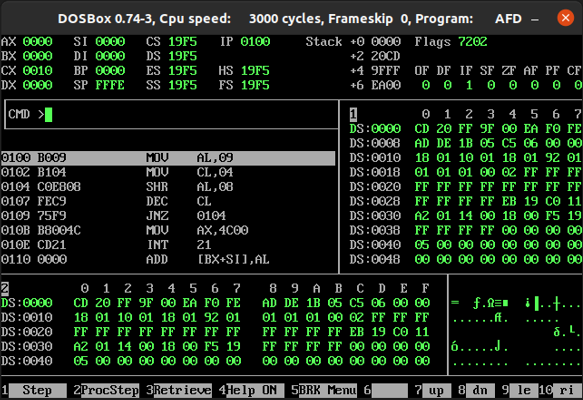 DOSBox 0.74-3, Cpu speed: 3000 cycles, Frameskip 0, Program: AFD
AX 0000 SI 0000 CS 19F5 IP 0100 Stack +0 0000 Flags 7202
BX 0000 DI 0000 DS 19F5 +2 20CD
CX 0010 BP 0000 ES 19F5 HS 19F5 +4 9FFF OF DF IF SF ZF AF PF CF
DX 0000 SP FFFE SS 19F5 FS 19F5 +6 EA00 0 0 1 0 0 0 0 0
CMD >
1 0 1 2 3 4 5 6 7
DS:0000 CD 20 FF 9F 00 EA F0 FE
DS:0008 AD DE 1B 05 C5 06 00 00
DS:0010 18 01 10 01 18 01 92 01
DS:0018 01 01 01 00 02 FF FF FF
DS:0020 FF FF FF FF FF FF FF FF
DS:0028 FF FF FF FF EB 19 C0 11
DS:0030 A2 01 14 00 18 00 F5 19
DS:0038 FF FF FF FF 00 00 00 00
DS:0040 05 00 00 00 00 00 00 00
DS:0048 00 00 00 00 00 00 00 00
0100 B009 MOV AL,09
0102 B104 MOV CL,04
0104 C0E808 SHR AL,08
0107 FEC9 DEC CL
0109 75F9 JNZ 0104
010B B8004C MOV AX,4C00
010E CD21 INT 21
0110 0000 ADD [BX+SI],AL
2 0 1 2 3 4 5 6 7 8 9 A B C D E F
DS:0000 CD 20 FF 9F 00 EA F0 FE AD DE 1B 05 C5 06 00 00
DS:0010 18 01 10 01 18 01 92 01 01 01 01 00 02 FF FF FF
DS:0020 FF FF FF FF FF FF FF FF FF FF FF FF EB 19 C0 11
DS:0030 A2 01 14 00 18 00 F5 19 FF FF FF FF 00 00 00 00
DS:0040 05 00 00 00 00 00 00 00 00 00 00 00 00 00 00 00
1 Step 2 ProcStep 3 Retrieve 4 Help ON 5 BRK Menu 6 7 up 8 dn 9 le 10 ri